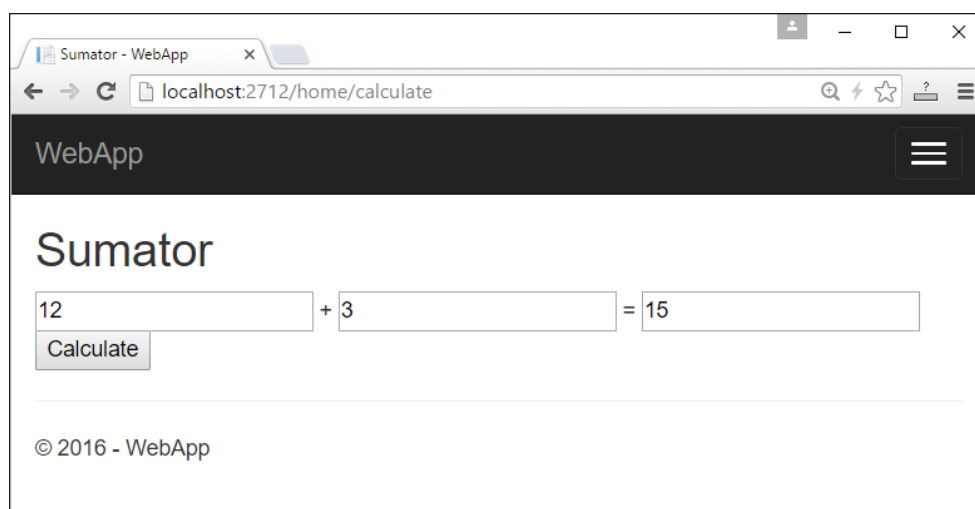 Sumator - WebApp
localhost:2712/home/calculate
WebApp
Sumator
12 + 3 = 15
Calculate
© 2016 - WebApp